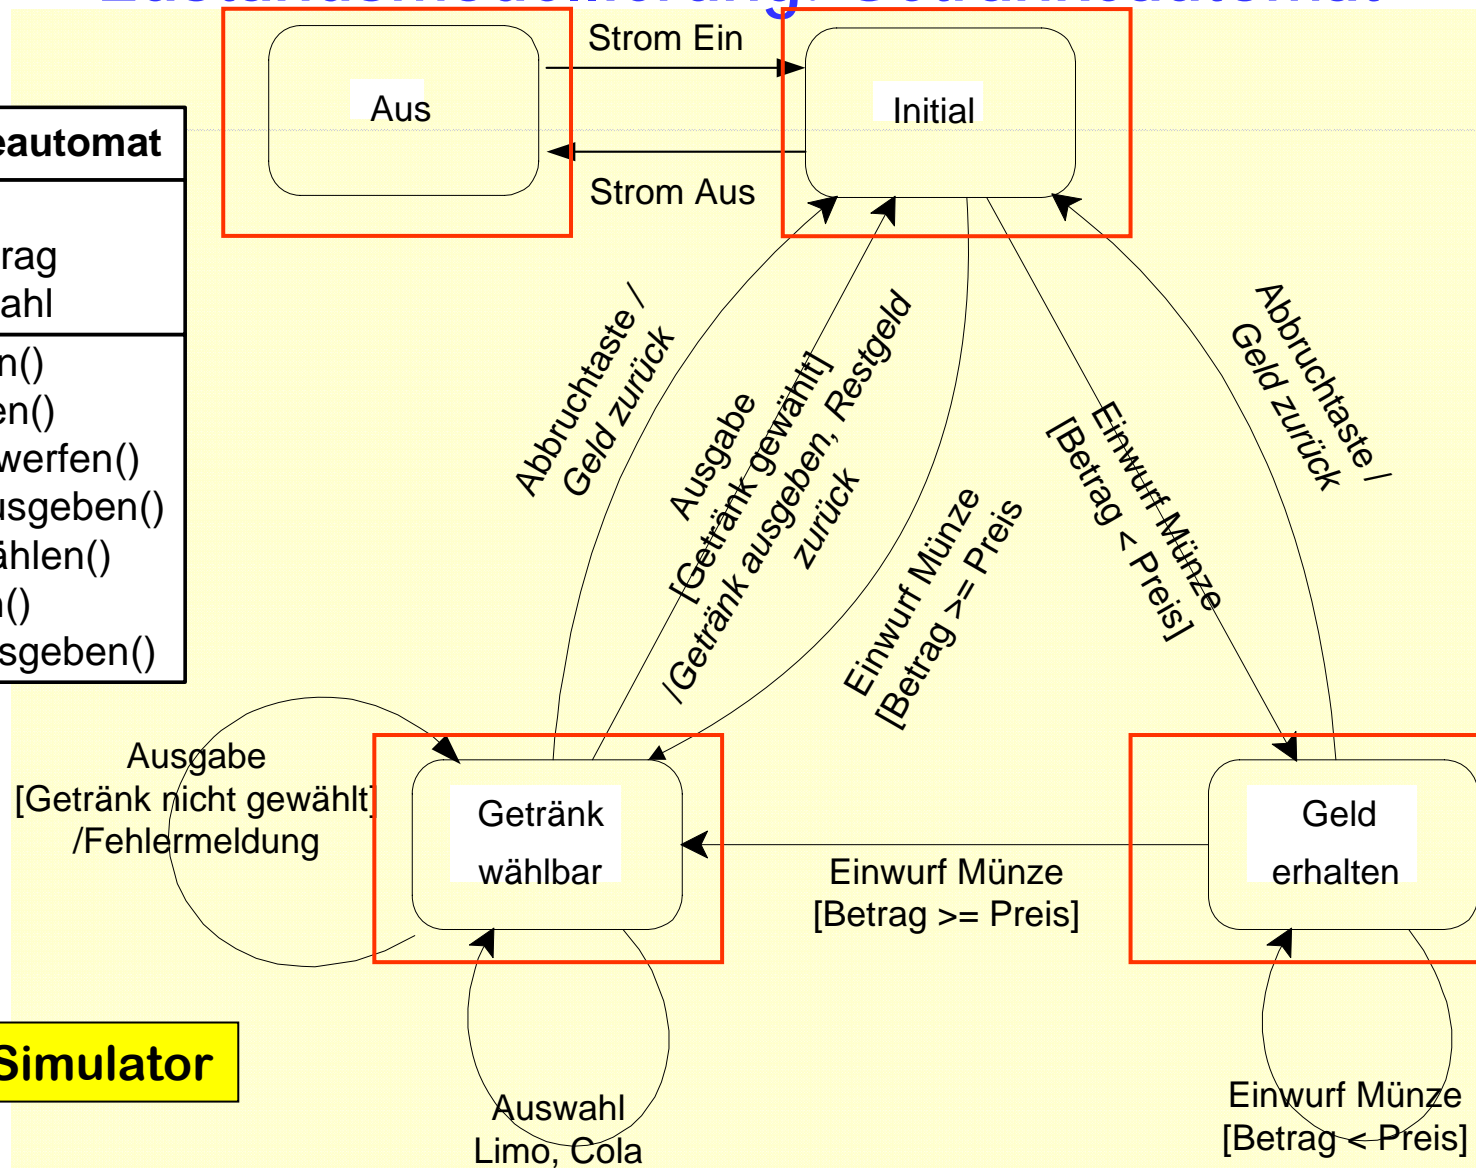 Zustandsmodellierung: Getränkeautomat
Strom Ein
Aus
Initial
Strom Aus
eautomat
rag
ahl
n()
en()
werfen()
usgeben()
ählen()
n()
sgeben()
Abbruchtaste /
Geld zurück
Ausgabe
[Getränk gewählt]
/Getränk ausgeben, Restgeld
zurück
Einwurf Münze
[Betrag >= Preis
Einwurf Münze
[Betrag < Preis]
Abbruchtaste /
Geld zurück
Ausgabe
[Getränk nicht gewählt]
/Fehlermeldung
Getränk
wählbar
Einwurf Münze
[Betrag >= Preis]
Geld
erhalten
Simulator
Auswahl
Limo, Cola
Einwurf Münze
[Betrag < Preis]